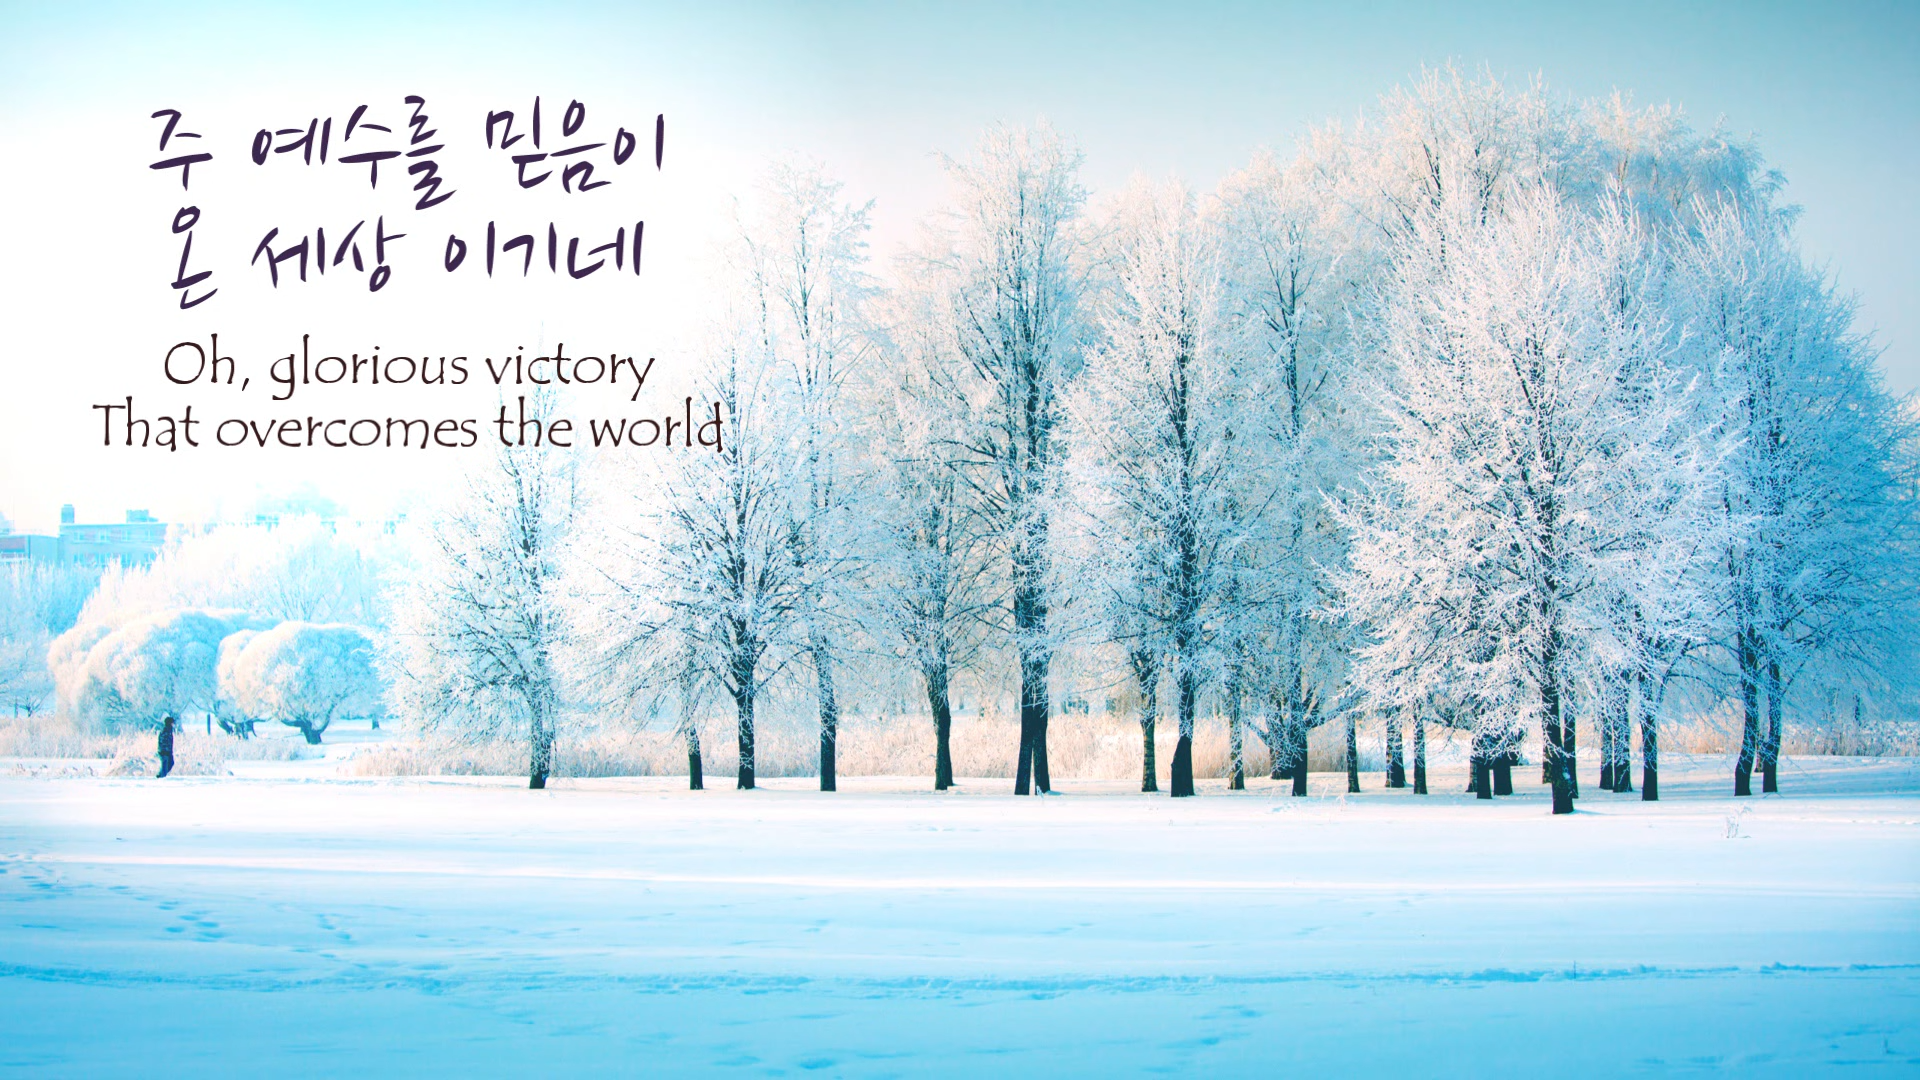 주 예수를 믿음이
온 세상 이기네
Oh, glorious victory
That overcomes the world